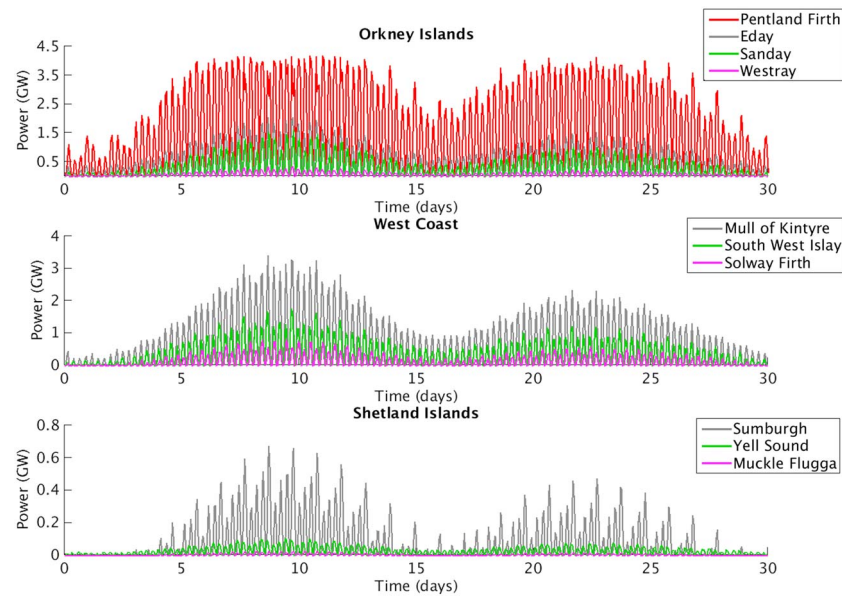 Orkney Islands
Pentland Firth
Eday
Sanday
Westray
Power (GW)
4.5
3.5
2.5
1.5
0.5
0 5 10 15 20 25 30
Time (days)
West Coast
Mull of Kintyre
South West Islay
Solway Firth
Power (GW)
4
3
2
1
0
0 5 10 15 20 25 30
Time (days)
Shetland Islands
Sumburgh
Yell Sound
Muckle Flugga
Power (GW)
0.8
0.6
0.4
0.2
0
0 5 10 15 20 25 30
Time (days)